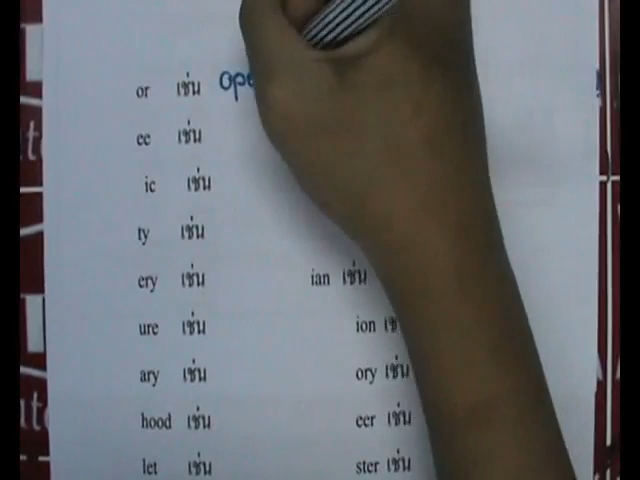 or เช่น ope
ee เช่น
ic เช่น
ty เช่น
ery เช่น ian เช่น
ure เช่น ion
ary เช่น ory เช่น
hood เช่น eer เช่น
let เช่น ster เช่น